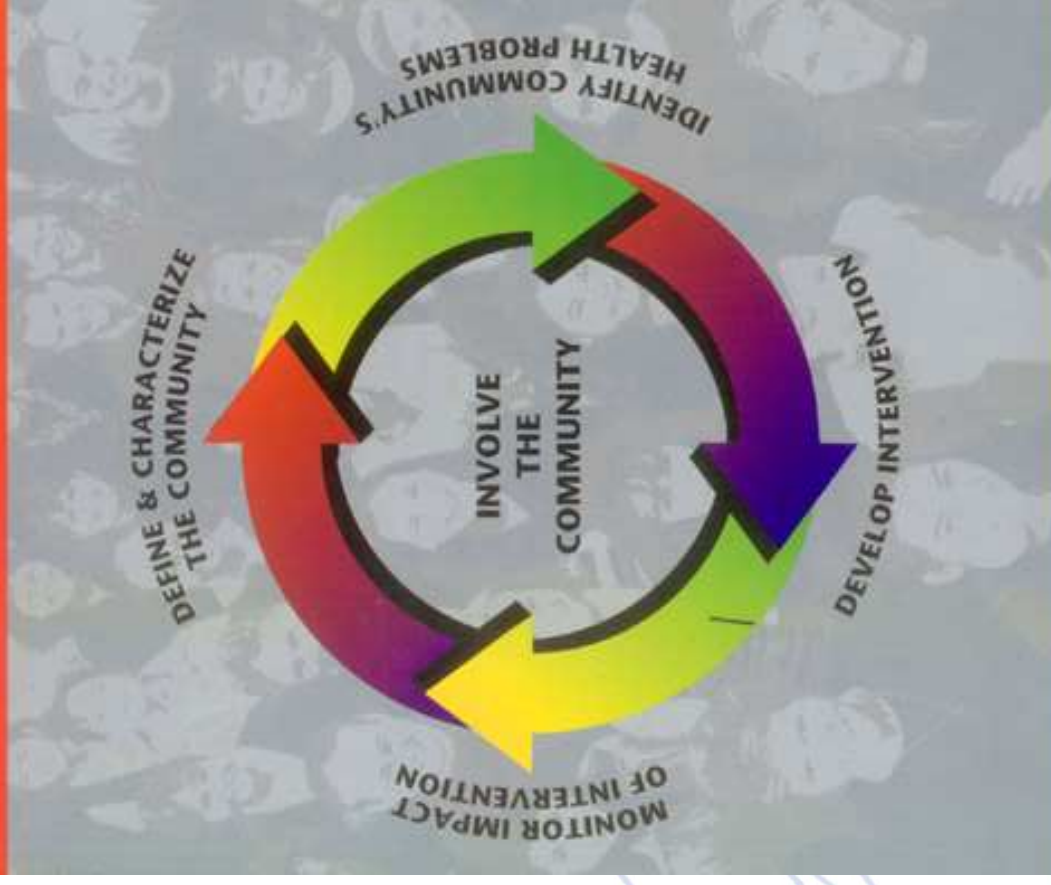 DEFINE & CHARACTERIZE
THE COMMUNITY
IDENTIFY COMMUNITY'S
HEALTH PROBLEMS
INVOLVE
THE
COMMUNITY
MONITOR IMPACT
OF INTERVENTION
DEVELOP INTERVENTION